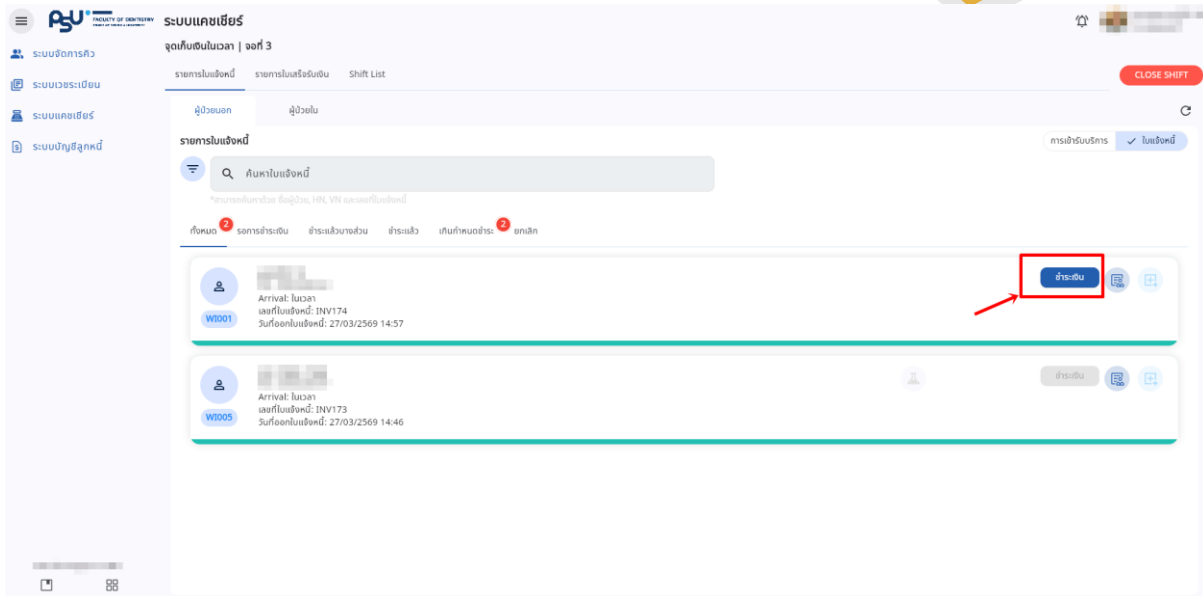 PSU FACULTY OF DENTISTRY ระบบแคชเชียร์
ระบบจัดการคิว
ระบบเวชระเบียน
ระบบแคชเชียร์
ระบบบัญชีลูกหนี้
จุดเก็บเงินในเวลา | จอที่ 3
รายการใบแจ้งหนี้ รายการใบเสร็จรับเงิน Shift List
CLOSE SHIFT
ผู้ป่วยนอก ผู้ป่วยใน
รายการใบแจ้งหนี้
การเข้ารับบริการ ใบแจ้งหนี้
ค้นหาใบแจ้งหนี้
*สามารถค้นหาด้วย ชื่อผู้ป่วย, HN, VN และเลขที่ใบแจ้งหนี้
ทั้งหมด 2 รอการชำระเงิน ชำระแล้วบางส่วน ชำระแล้ว เกินกำหนดชำระ 2 ยกเลิก
Arrival: ในเวลา
เลขที่ใบแจ้งหนี้: INV174
วันที่ออกใบแจ้งหนี้: 27/03/2569 14:57
WI001
ชำระเงิน
Arrival: ในเวลา
เลขที่ใบแจ้งหนี้: INV173
วันที่ออกใบแจ้งหนี้: 27/03/2569 14:46
WI005
ชำระเงิน